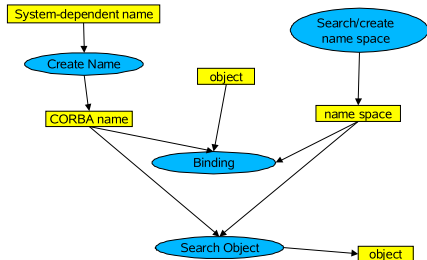 System-dependent name
Search/create
name space
Create Name
object
CORBA name
name space
Binding
Search Object
object